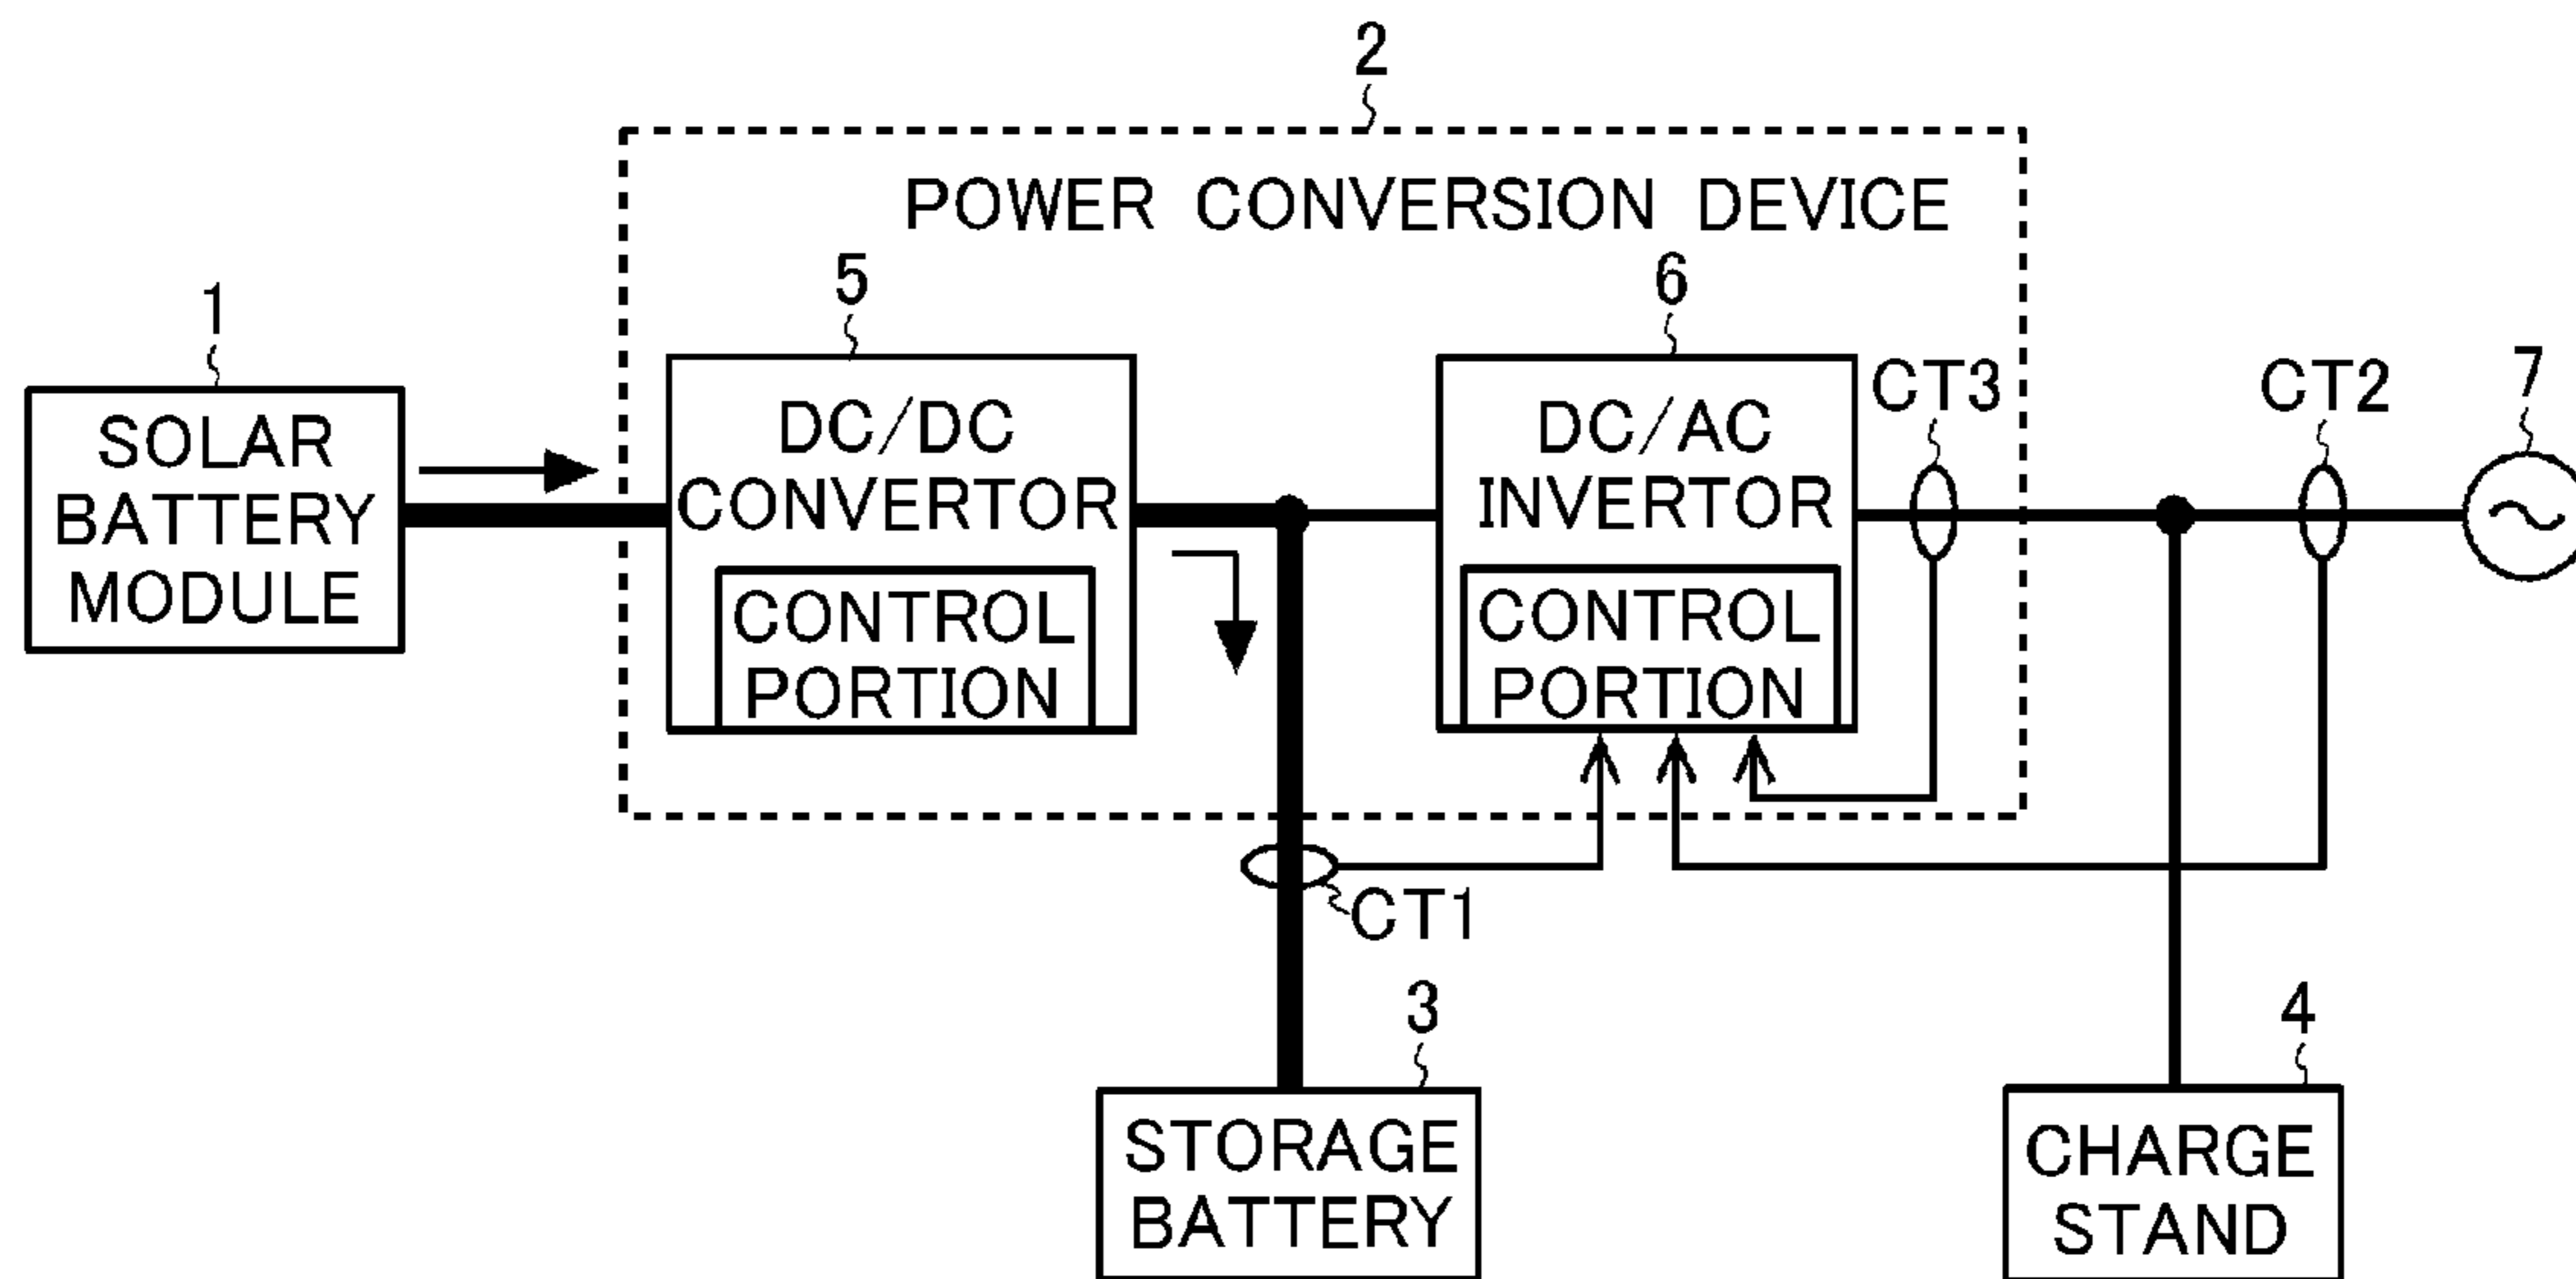 2
POWER CONVERSION DEVICE
1
SOLAR
BATTERY
MODULE
5
DC/DC
CONVERTOR
CONTROL
PORTION
6
DC/AC
INVERTOR
CONTROL
PORTION
CT3
CT2
7
CT1
3
STORAGE
BATTERY
4
CHARGE
STAND